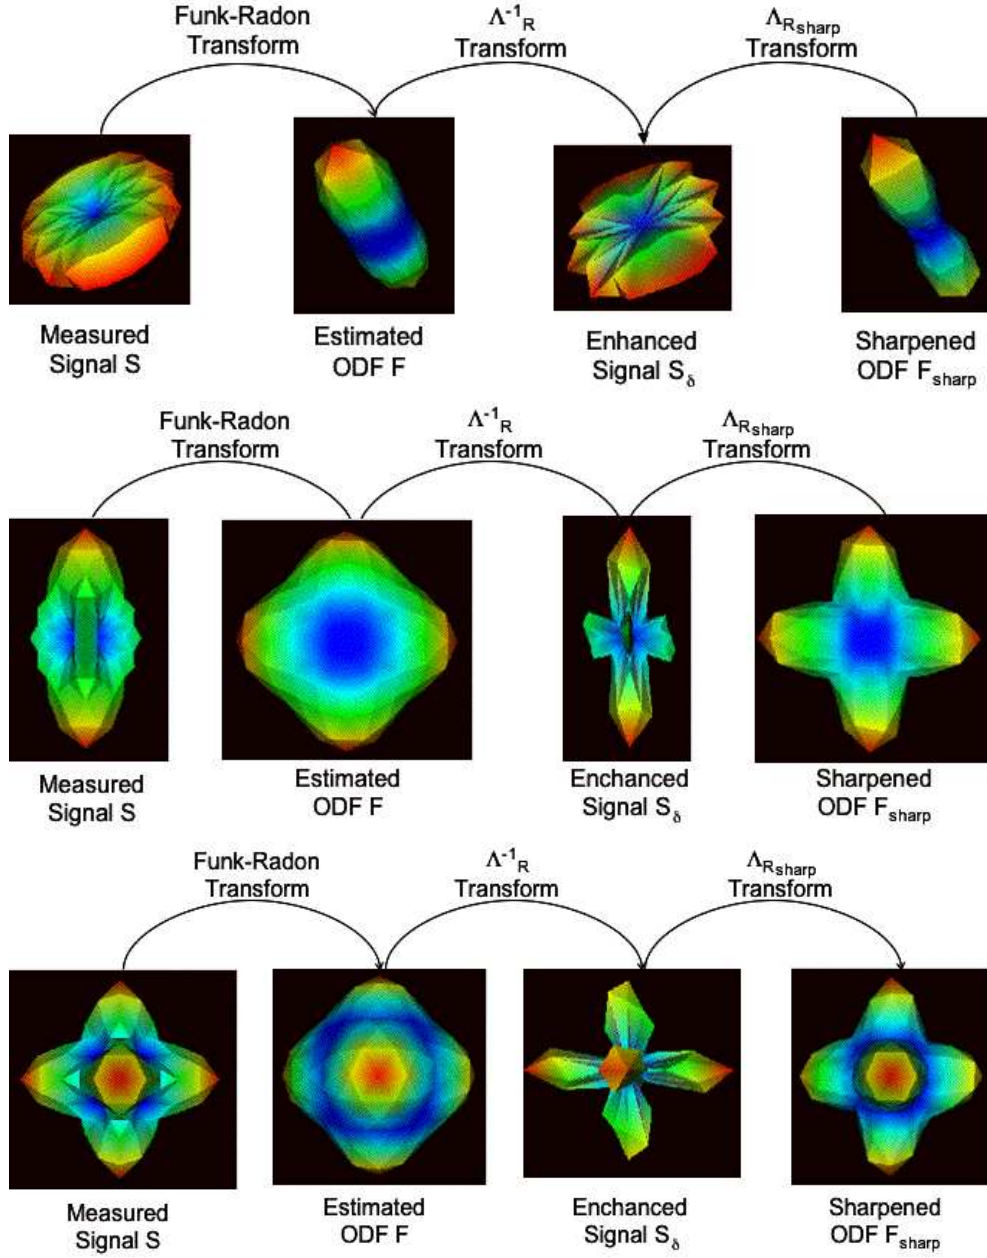 Funk-Radon
Transform
Λ⁻¹R
Transform
ΛRsharp
Transform
Measured
Signal S
Estimated
ODF F
Enhanced
Signal Sδ
Sharpened
ODF Fsharp
Funk-Radon
Transform
Λ⁻¹R
Transform
ΛRsharp
Transform
Measured
Signal S
Estimated
ODF F
Enchanced
Signal Sδ
Sharpened
ODF Fsharp
Funk-Radon
Transform
Λ⁻¹R
Transform
ΛRsharp
Transform
Measured
Signal S
Estimated
ODF F
Enchanced
Signal Sδ
Sharpened
ODF Fsharp